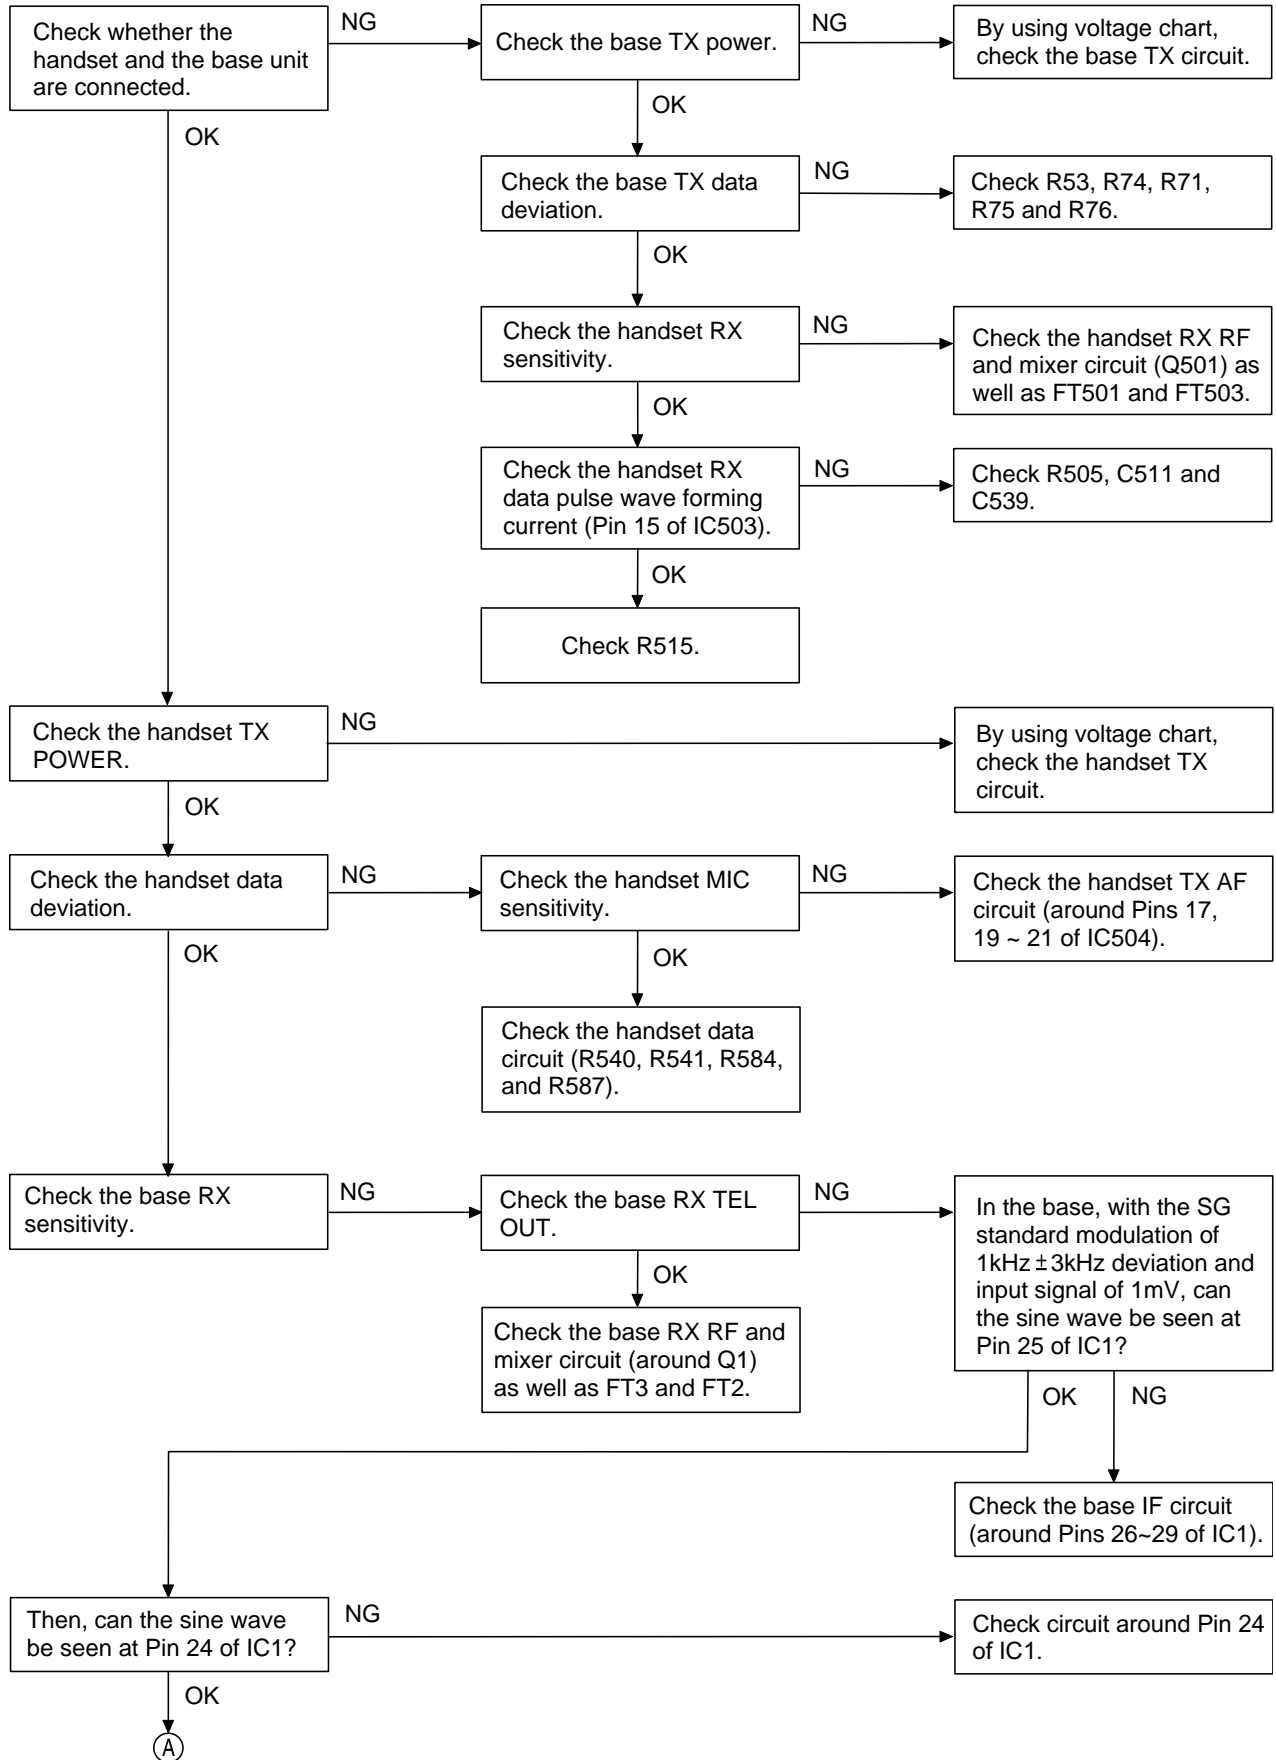 Check whether the
handset and the base unit
are connected.
NG
Check the base TX power.
NG
By using voltage chart,
check the base TX circuit.
OK
OK
Check the base TX data
deviation.
NG
Check R53, R74, R71,
R75 and R76.
OK
Check the handset RX
sensitivity.
NG
Check the handset RX RF
and mixer circuit (Q501) as
well as FT501 and FT503.
OK
Check the handset RX
data pulse wave forming
current (Pin 15 of IC503).
NG
Check R505, C511 and
C539.
OK
Check R515.
Check the handset TX
POWER.
NG
By using voltage chart,
check the handset TX
circuit.
OK
Check the handset data
deviation.
NG
Check the handset MIC
sensitivity.
NG
Check the handset TX AF
circuit (around Pins 17,
19 ~ 21 of IC504).
OK
OK
Check the handset data
circuit (R540, R541, R584,
and R587).
Check the base RX
sensitivity.
NG
Check the base RX TEL
OUT.
NG
In the base, with the SG
standard modulation of
1kHz ±3kHz deviation and
input signal of 1mV, can
the sine wave be seen at
Pin 25 of IC1?
OK
Check the base RX RF and
mixer circuit (around Q1)
as well as FT3 and FT2.
OK
NG
Check the base IF circuit
(around Pins 26~29 of IC1).
Then, can the sine wave
be seen at Pin 24 of IC1?
NG
Check circuit around Pin 24
of IC1.
OK
A